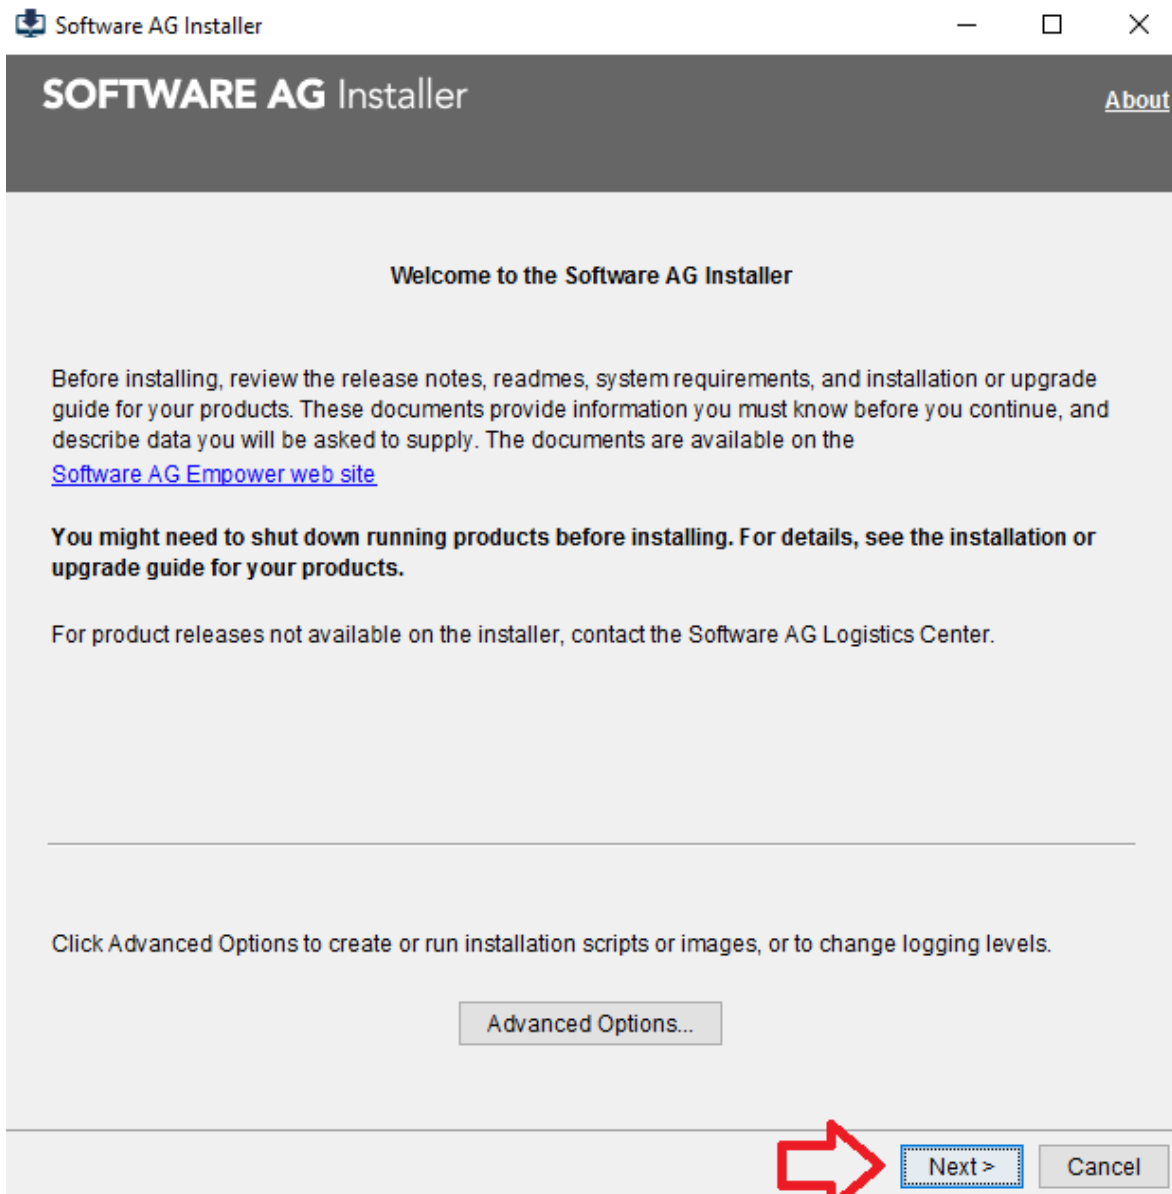 Software AG Installer
SOFTWARE AG Installer
About
Welcome to the Software AG Installer
Before installing, review the release notes, readmes, system requirements, and installation or upgrade
guide for your products. These documents provide information you must know before you continue, and
describe data you will be asked to supply. The documents are available on the
Software AG Empower web site
You might need to shut down running products before installing. For details, see the installation or
upgrade guide for your products.
For product releases not available on the installer, contact the Software AG Logistics Center.
Click Advanced Options to create or run installation scripts or images, or to change logging levels.
Advanced Options...
Next >
Cancel